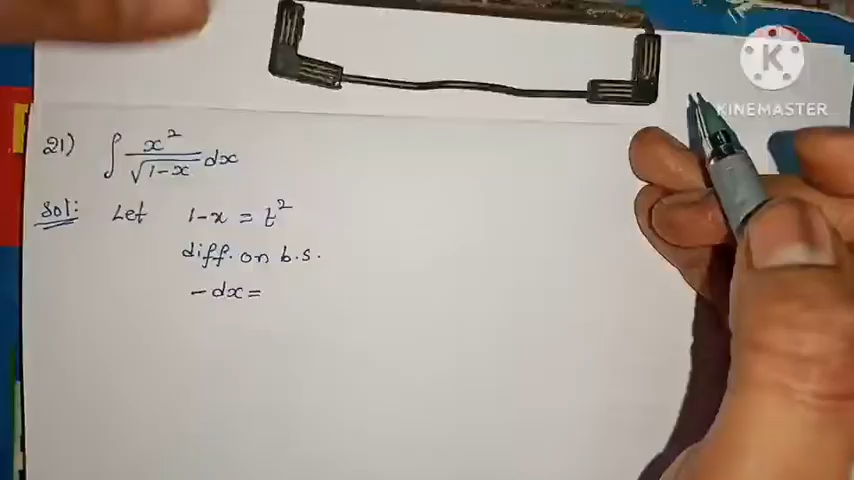 K
KINEMASTER
21) ∫ x²/√(1-x) dx
Sol: Let 1-x = t²
diff. on b.s.
-dx =